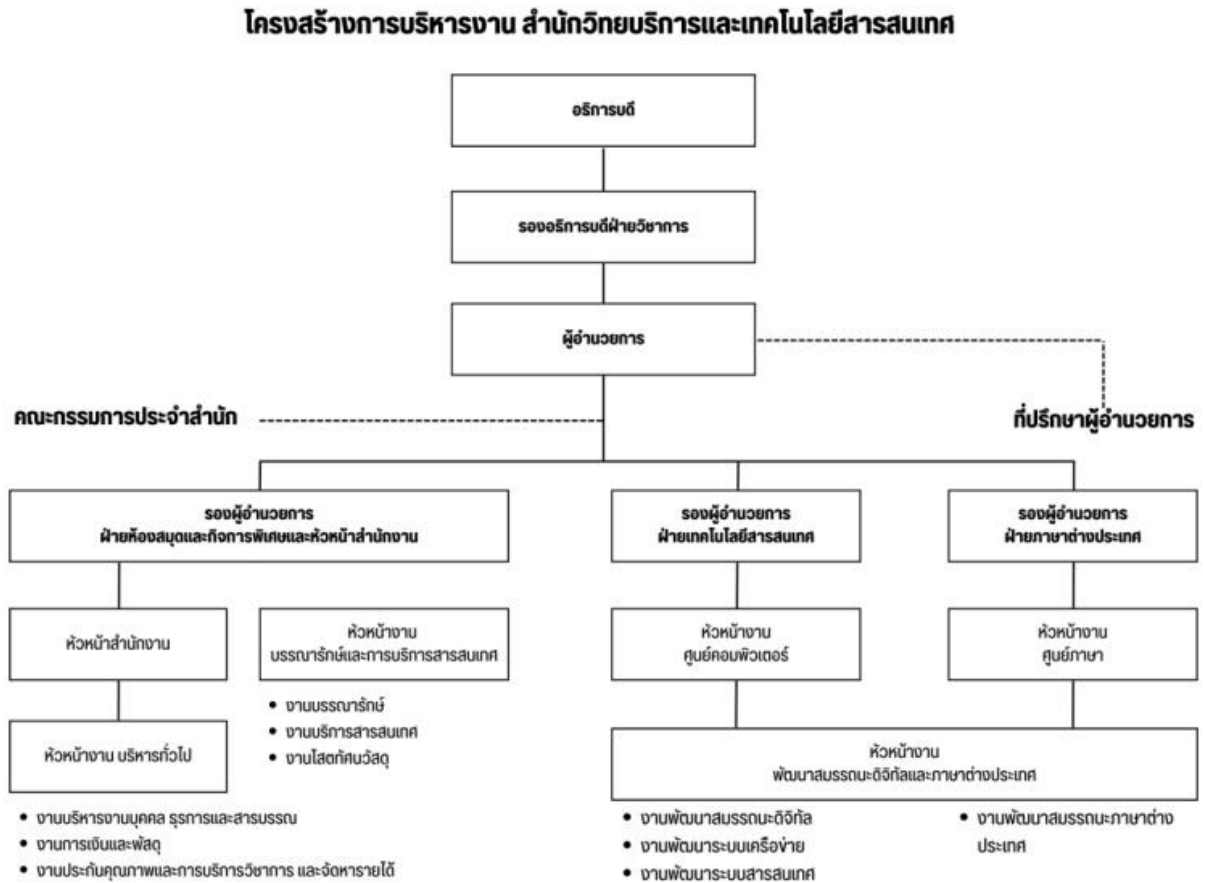 โครงสร้างการบริหารงาน สำนักวิทยบริการและเทคโนโลยีสารสนเทศ
อธิการบดี
รองอธิการบดีฝ่ายวิชาการ
ผู้อำนวยการ
คณะกรรมการประจำสำนัก
ที่ปรึกษาผู้อำนวยการ
รองผู้อำนวยการ
ฝ่ายห้องสมุดและกิจการพิเศษและหัวหน้าสำนักงาน
รองผู้อำนวยการ
ฝ่ายเทคโนโลยีสารสนเทศ
รองผู้อำนวยการ
ฝ่ายภาษาต่างประเทศ
หัวหน้าสำนักงาน
หัวหน้างาน
บรรณารักษ์และการบริการสารสนเทศ
หัวหน้างาน
ศูนย์คอมพิวเตอร์
หัวหน้างาน
ศูนย์ภาษา
• งานบรรณารักษ์
• งานบริการสารสนเทศ
• งานโสตทัศนวัสดุ
หัวหน้างาน บริหารทั่วไป
หัวหน้างาน
พัฒนาสมรรถนะดิจิทัลและภาษาต่างประเทศ
• งานบริหารงานบุคคล ธุรการและสารบรรณ
• งานการเงินและพัสดุ
• งานประกันคุณภาพและการบริการวิชาการ และจัดหารายได้
• งานพัฒนาสมรรถนะดิจิทัล
• งานพัฒนาระบบเครือข่าย
• งานพัฒนาระบบสารสนเทศ
• งานพัฒนาสมรรถนะภาษาต่าง
ประเทศ